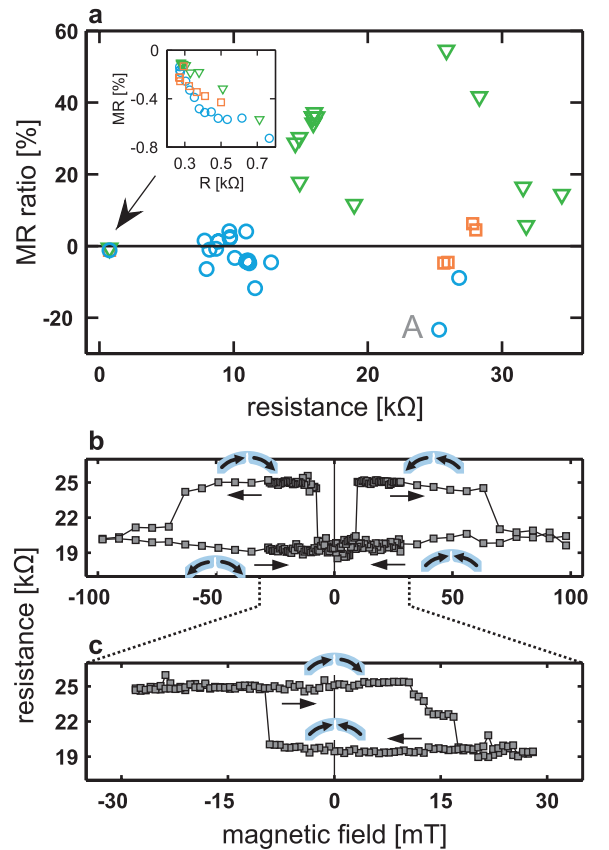 a
60
40
20
0
-20
MR ratio [%]
0
-0.4
-0.8
MR [%]
0.3 0.5 0.7
R [kΩ]
A
0 10 20 30
resistance [kΩ]
b
25
22
19
-100 -50 0 50 100
resistance [kΩ]
c
25
22
19
-30 -15 0 15 30
magnetic field [mT]